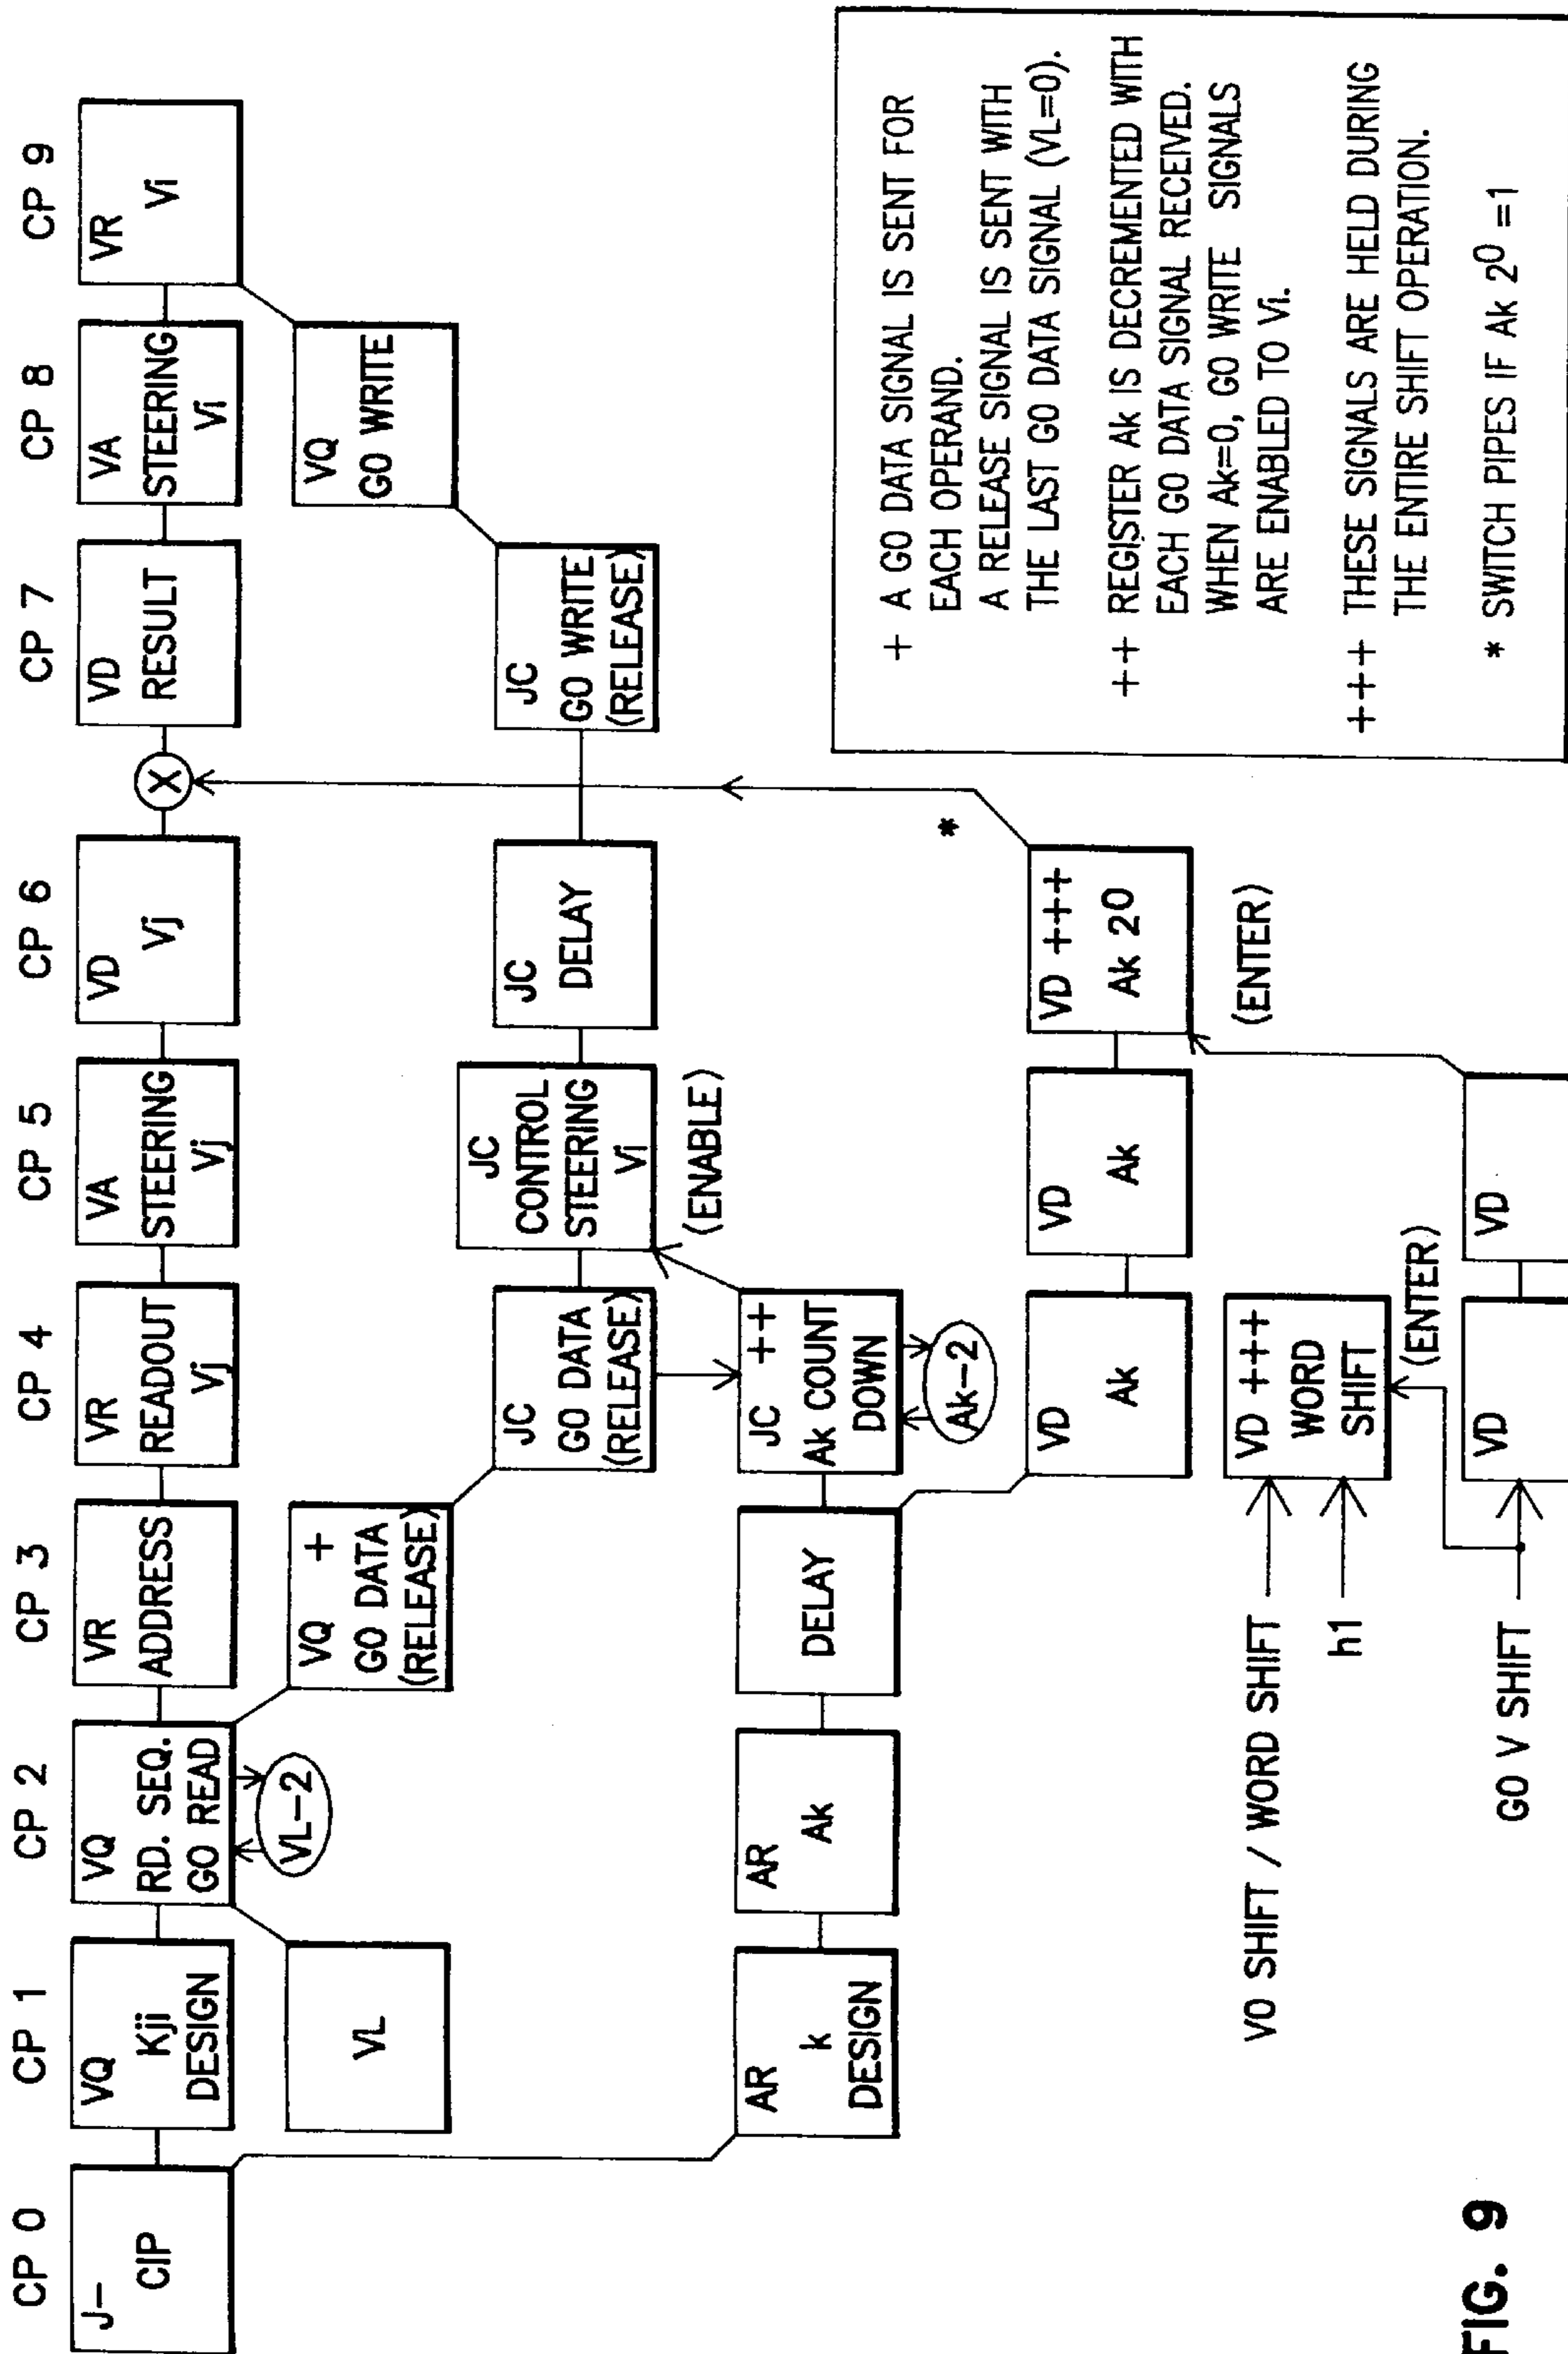 CP 0
CP 1
CP 2
CP 3
CP 4
CP 5
CP 6
CP 7
CP 8
CP 9
J-
CIP
VQ
Kji
DESIGN
VQ
RD. SEQ.
GO READ
VR
ADDRESS
VR
READOUT
Vj
VA
STEERING
Vj
VD
Vj
X
VD
RESULT
VA
STEERING
Vi
VR
Vi
VL
VL-2
VQ +
GO DATA
(RELEASE)
JC
GO DATA
(RELEASE)
JC
CONTROL
STEERING
Vi
(ENABLE)
JC
DELAY
JC
GO WRITE
(RELEASE)
VQ
GO WRITE
AR
k
DESIGN
AR
Ak
DELAY
JC ++
Ak COUNT
DOWN
Ak-2
VD
Ak
VD
Ak
VD +++
Ak 20
*
(ENTER)
VO SHIFT / WORD SHIFT
h1
VD +++
WORD
SHIFT
(ENTER)
GO V SHIFT
VD
VD
+ A GO DATA SIGNAL IS SENT FOR
EACH OPERAND.
A RELEASE SIGNAL IS SENT WITH
THE LAST GO DATA SIGNAL (VL=0).
++ REGISTER Ak IS DECREMENTED WITH
EACH GO DATA SIGNAL RECEIVED.
WHEN Ak=0, GO WRITE SIGNALS
ARE ENABLED TO Vi.
+++ THESE SIGNALS ARE HELD DURING
THE ENTIRE SHIFT OPERATION.
* SWITCH PIPES IF Ak 2⁰ =1
FIG. 9